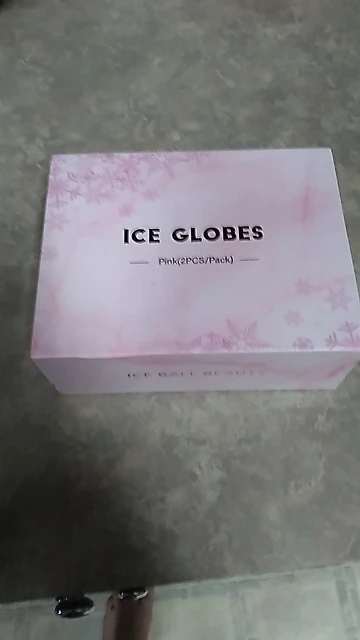 ICE GLOBES
Pink(2PCS/Pack)
ICE BALL BEAUTY